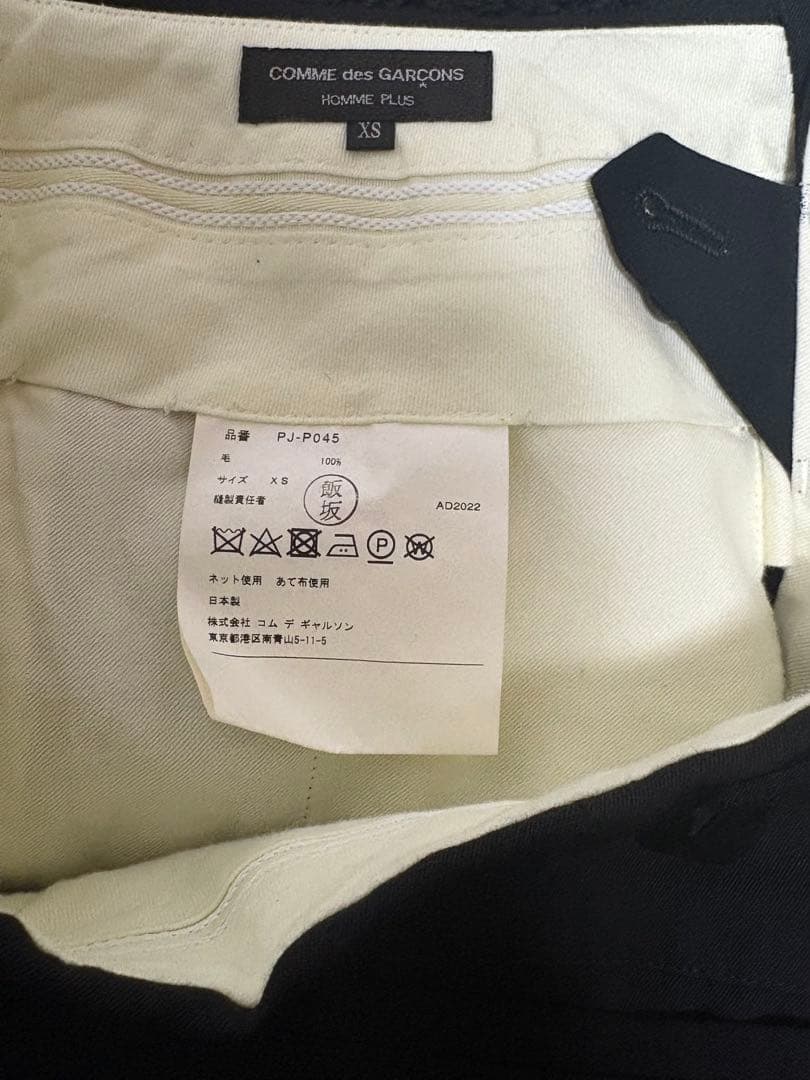 COMME des GARÇONS
HOMME PLUS
XS
品番 PJ-P045
毛 100%
サイズ XS
縫製責任者 飯坂
AD2022
P W
ネット使用 あて布使用
日本製
株式会社 コム デ ギャルソン
東京都港区南青山5-11-5